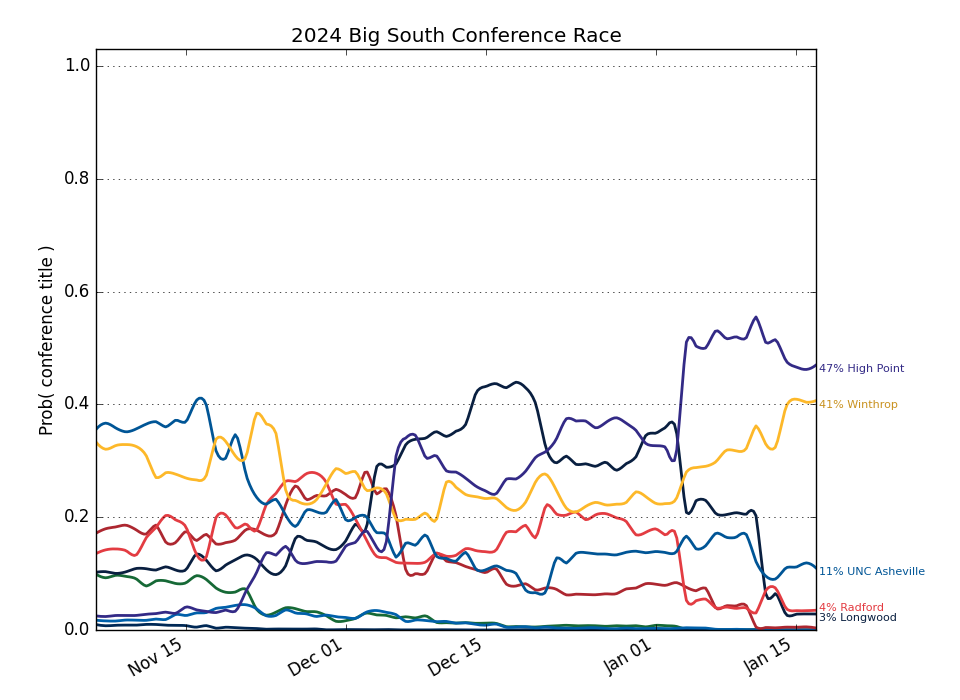 2024 Big South Conference Race
Prob( conference title )
1.0
0.8
0.6
0.4
0.2
0.0
47% High Point
41% Winthrop
11% UNC Asheville
4% Radford
3% Longwood
Nov 15
Dec 01
Dec 15
Jan 01
Jan 15